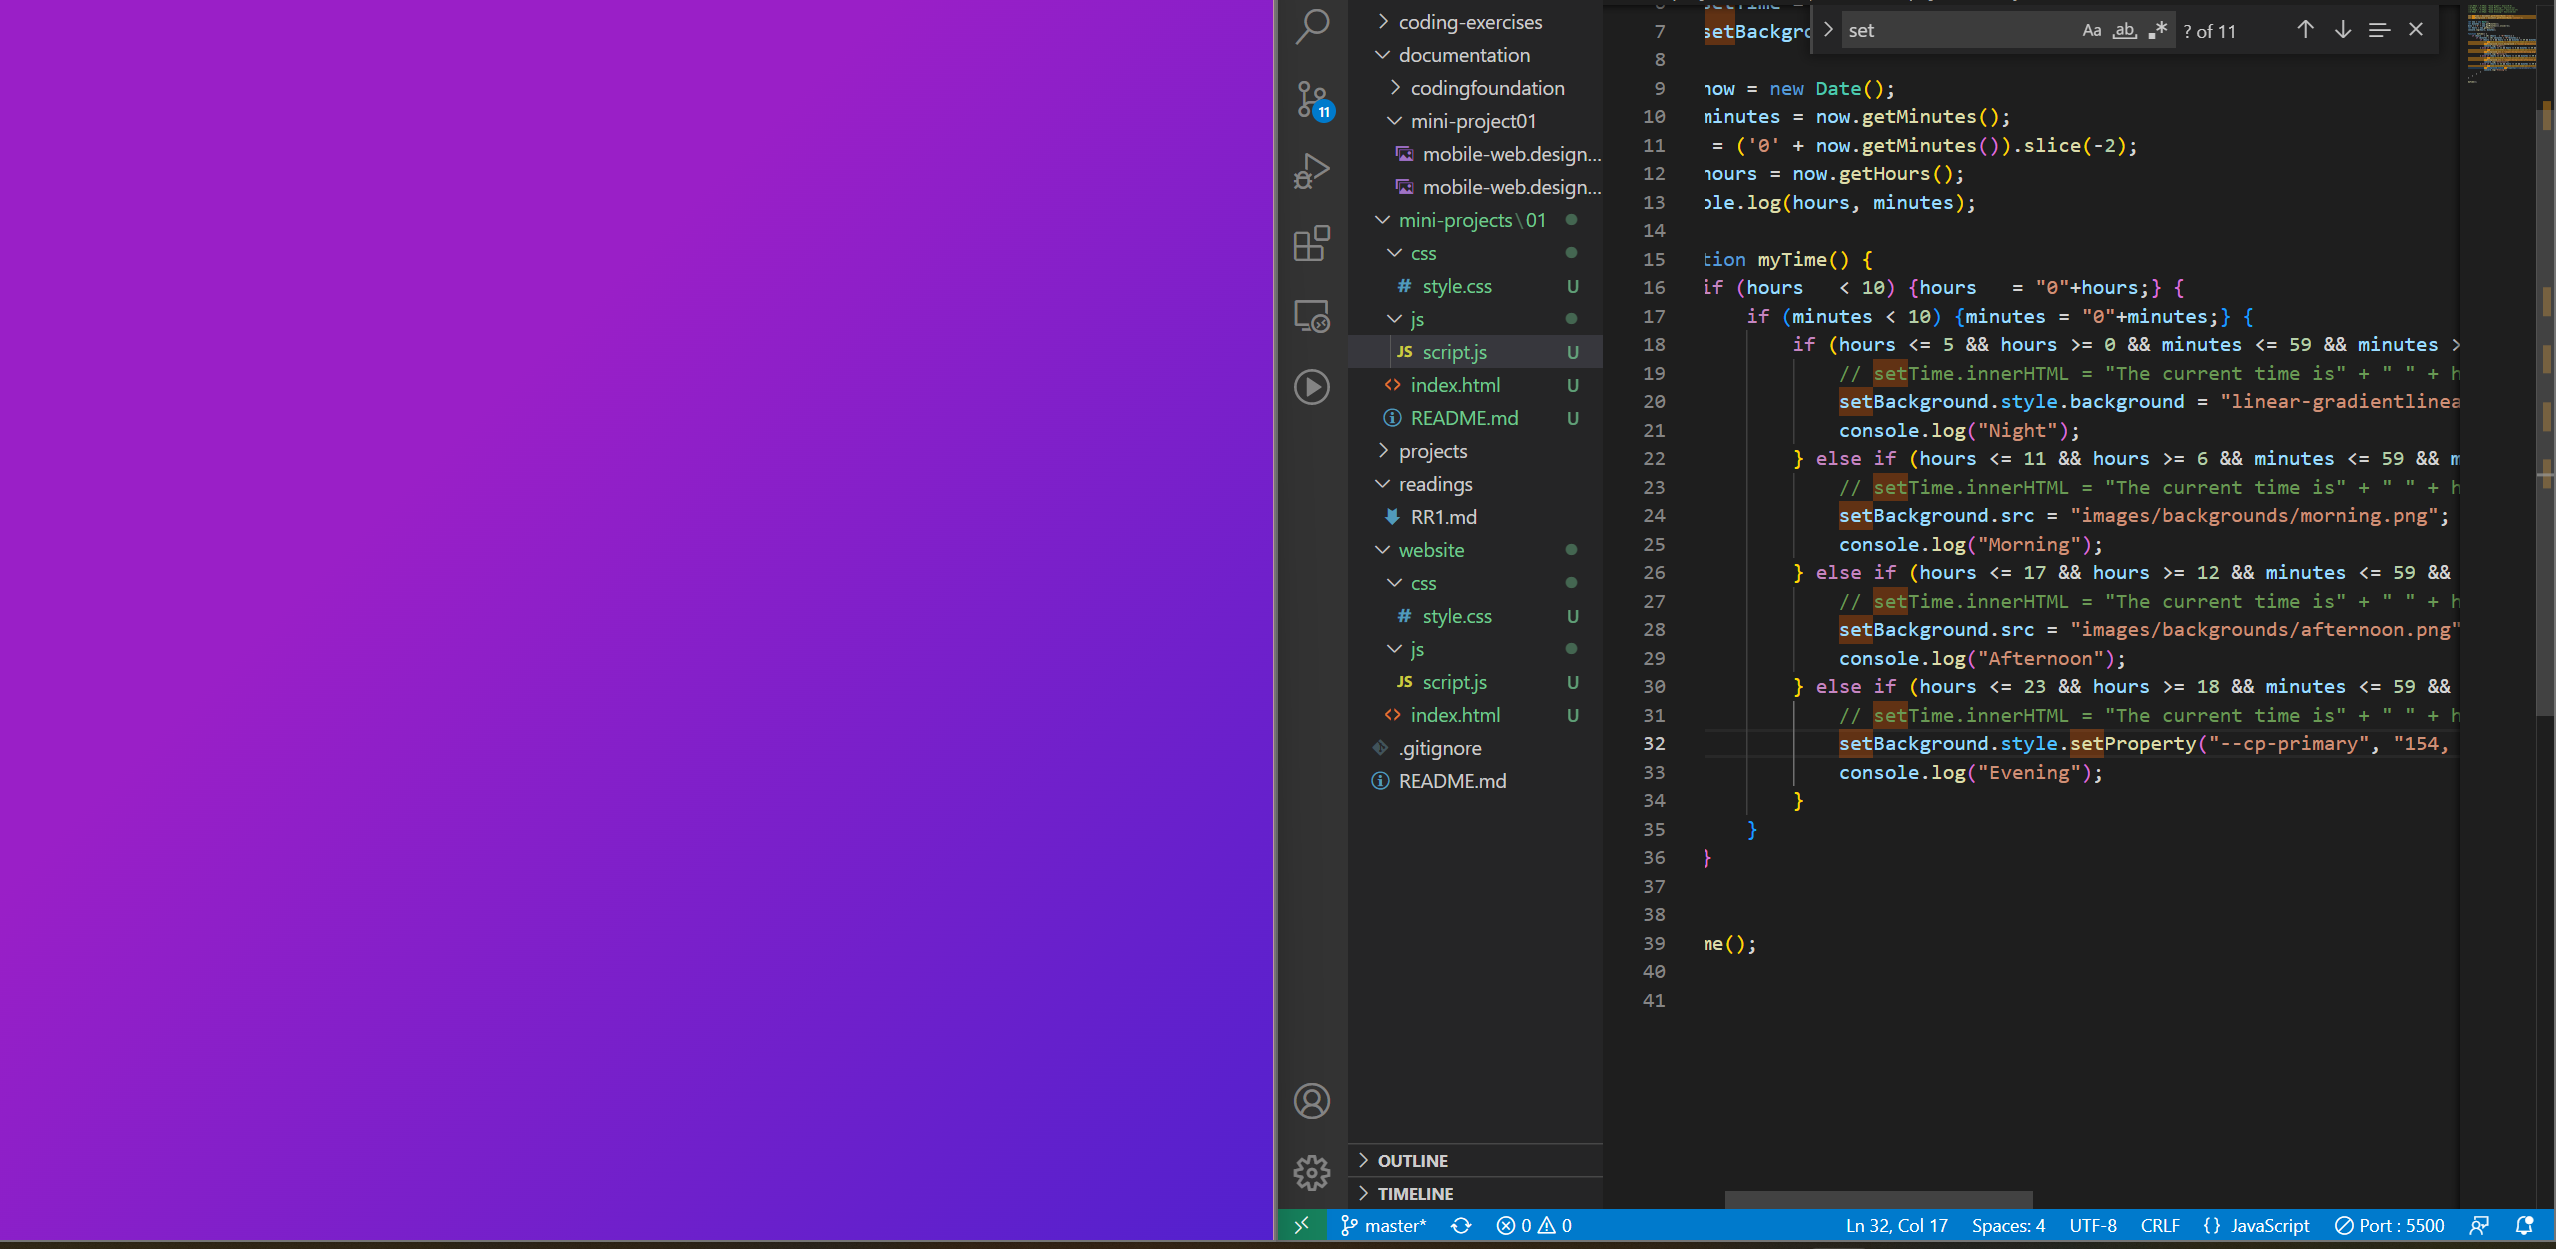 coding-exercises
documentation
codingfoundation
mini-project01
mobile-web.design...
mobile-web.design...
mini-projects\01
css
# style.css U
js
JS script.js U
<> index.html U
README.md U
projects
readings
RR1.md
website
css
# style.css U
js
JS script.js U
<> index.html U
.gitignore
README.md
OUTLINE
TIMELINE
11
set Aa ab .* ? of 11
setTime =
7 setBackgro
8
9 now = new Date();
10 minutes = now.getMinutes();
11 = ('0' + now.getMinutes()).slice(-2);
12 hours = now.getHours();
13 ole.log(hours, minutes);
14
15 tion myTime() {
16 if (hours   < 10) {hours   = "0"+hours;} {
17 if (minutes < 10) {minutes = "0"+minutes;} {
18 if (hours <= 5 && hours >= 0 && minutes <= 59 && minutes >
19 // setTime.innerHTML = "The current time is" + " " + h
20 setBackground.style.background = "linear-gradientlinea
21 console.log("Night");
22 } else if (hours <= 11 && hours >= 6 && minutes <= 59 && m
23 // setTime.innerHTML = "The current time is" + " " + h
24 setBackground.src = "images/backgrounds/morning.png";
25 console.log("Morning");
26 } else if (hours <= 17 && hours >= 12 && minutes <= 59 &&
27 // setTime.innerHTML = "The current time is" + " " + h
28 setBackground.src = "images/backgrounds/afternoon.png"
29 console.log("Afternoon");
30 } else if (hours <= 23 && hours >= 18 && minutes <= 59 &&
31 // setTime.innerHTML = "The current time is" + " " + h
32 setBackground.style.setProperty("--cp-primary", "154,
33 console.log("Evening");
34 }
35 }
36 }
37
38
39 me();
40
41
master* 0 0 Ln 32, Col 17 Spaces: 4 UTF-8 CRLF {} JavaScript Port : 5500